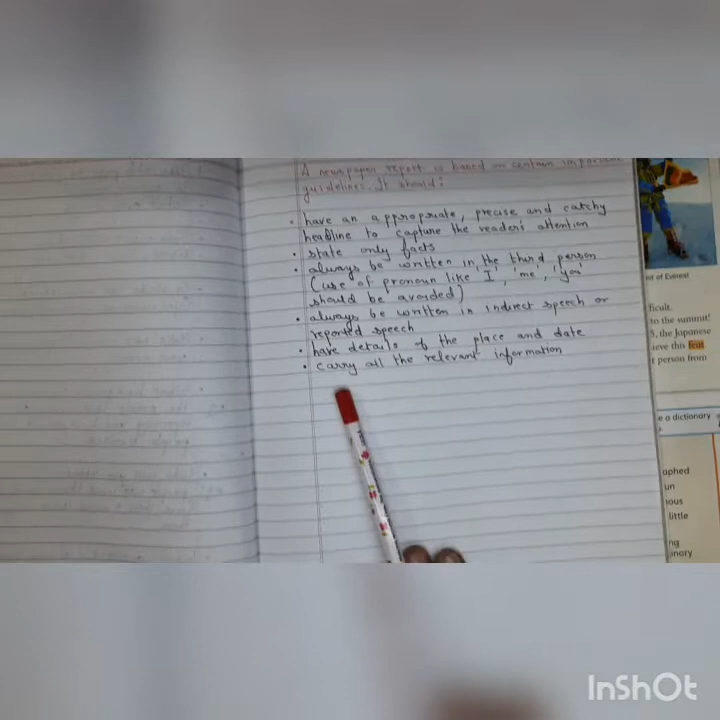 A newspaper report is based on certain important
guidelines. It should:
. have an appropriate, precise and catchy
headline to capture the reader's attention
. state only facts
. always be written in the third person
(use of pronoun like 'I', 'me', 'you'
should be avoided)
. always be written in indirect speech or
reported speech
. have details of the place and date
. carry all the relevant information
nt of Everest
ficult.
to the summit!
5, the Japanese
ieve this feat
t person from
e a dictionary
aphed
un
ious
little
ng
inary
InShOt